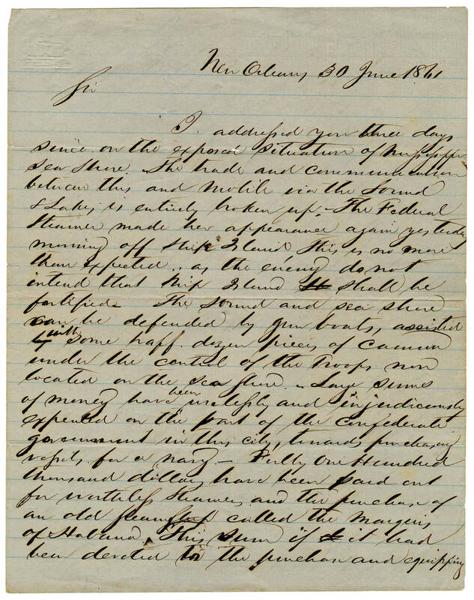 New Orleans 30 June 1861
Sir
I addressed you three days
since on the exposed situation of Mississippi
sea shore. The trade and communication
between this and Mobile via the Sound
& Lakes, is entirely broken up. The Federal
Steamer made her appearance again yesterday
morning off Ship Island. This is no more
than expected, as the enemy do not
intend that Ship Island shall be
fortified. The Sound and sea shore
can be defended by gun boats, assisted
with some half dozen pieces of cannon
under the control of the Troops now
located on the sea shore. Large sums
of money have been uselessly and injudiciously
expended on the part of the Confederate
government in this city, towards purchasing
vessels for a navy — Fully One Hundred
thousand dollars have been paid out
for worthless steamers and the purchase of
an old called the Marquis
of Habana. This sum if it had
been devoted to the purchase and equipping